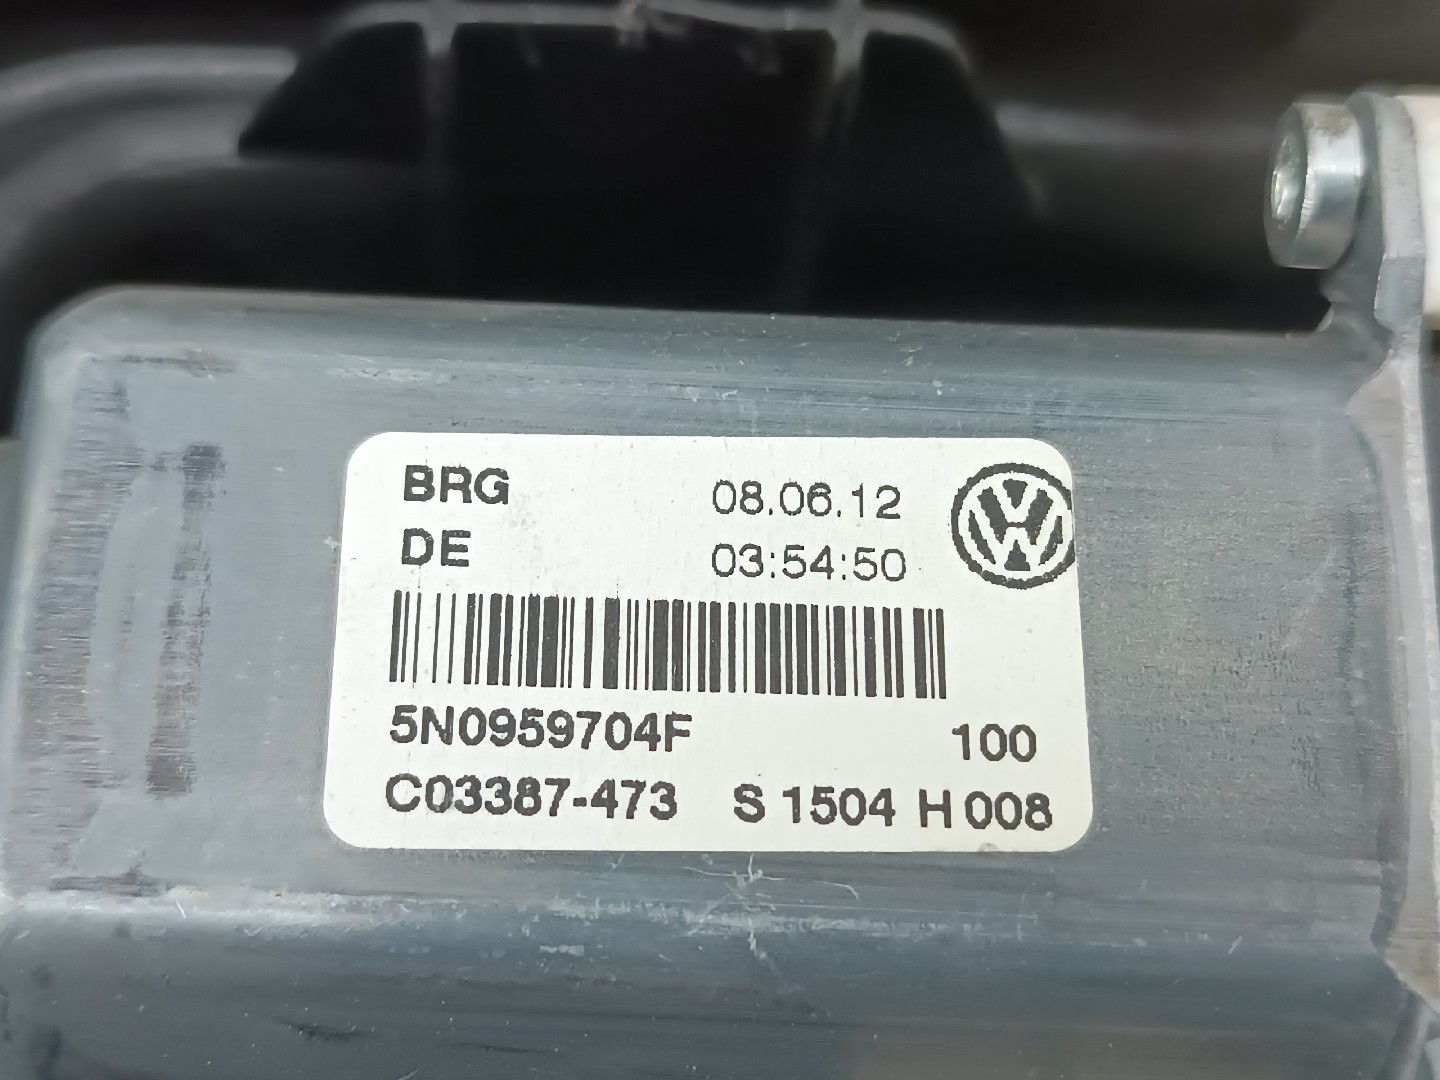 BRG 08.06.12
DE 03:54:50
5N0959704F 100
C03387-473 S 1504 H 008